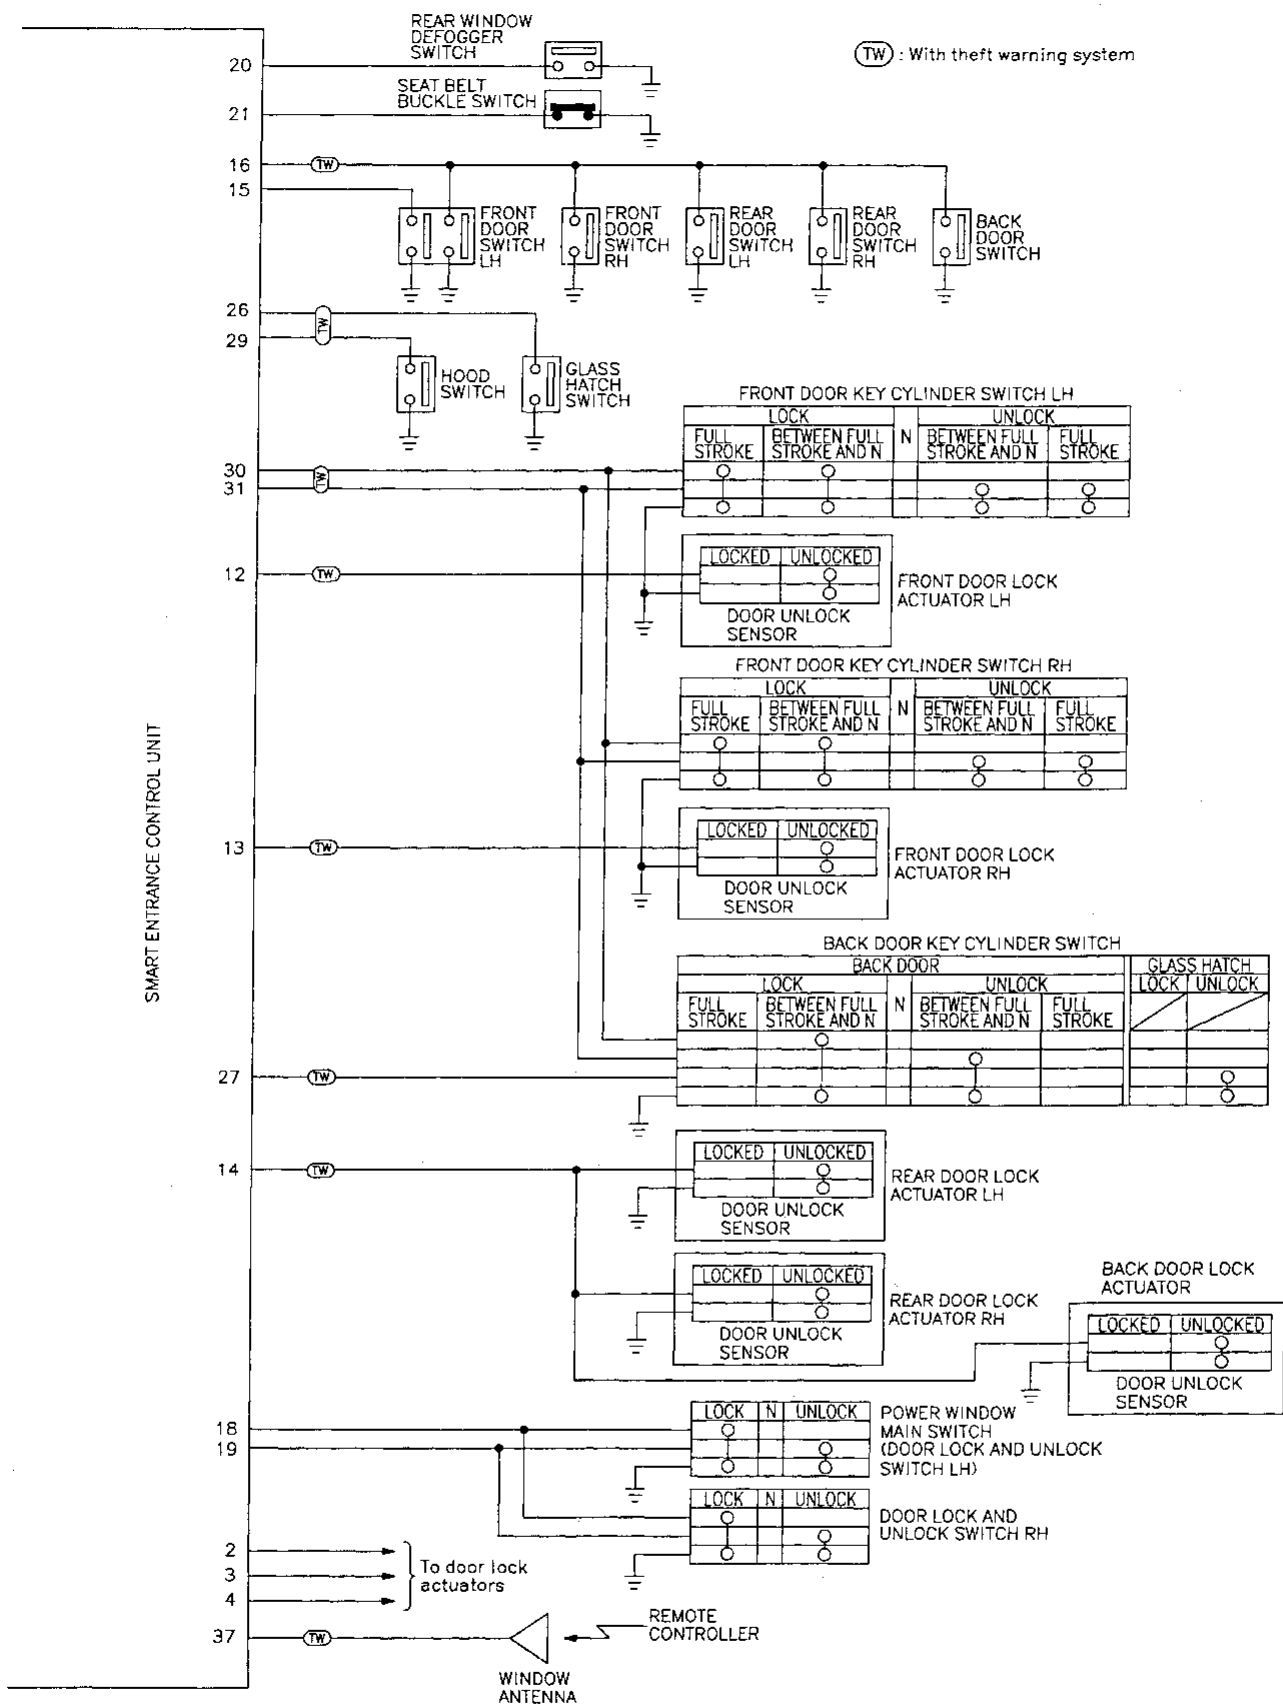 REAR WINDOW
DEFOGGER
SWITCH
TW : With theft warning system
20
SEAT BELT
BUCKLE SWITCH
21
16
TW
15
FRONT
DOOR
SWITCH
LH
FRONT
DOOR
SWITCH
RH
REAR
DOOR
SWITCH
LH
REAR
DOOR
SWITCH
RH
BACK
DOOR
SWITCH
26
TW
29
HOOD
SWITCH
GLASS
HATCH
SWITCH
FRONT DOOR KEY CYLINDER SWITCH LH
LOCK UNLOCK
FULL STROKE BETWEEN FULL STROKE AND N N BETWEEN FULL STROKE AND N FULL STROKE
30
TW
31
12
TW
LOCKED UNLOCKED
DOOR UNLOCK
SENSOR
FRONT DOOR LOCK
ACTUATOR LH
FRONT DOOR KEY CYLINDER SWITCH RH
LOCK UNLOCK
FULL STROKE BETWEEN FULL STROKE AND N N BETWEEN FULL STROKE AND N FULL STROKE
SMART ENTRANCE CONTROL UNIT
13
TW
LOCKED UNLOCKED
DOOR UNLOCK
SENSOR
FRONT DOOR LOCK
ACTUATOR RH
BACK DOOR KEY CYLINDER SWITCH
BACK DOOR GLASS HATCH
LOCK UNLOCK LOCK UNLOCK
FULL STROKE BETWEEN FULL STROKE AND N N BETWEEN FULL STROKE AND N FULL STROKE
27
TW
14
TW
LOCKED UNLOCKED
DOOR UNLOCK
SENSOR
REAR DOOR LOCK
ACTUATOR LH
LOCKED UNLOCKED
DOOR UNLOCK
SENSOR
REAR DOOR LOCK
ACTUATOR RH
BACK DOOR LOCK
ACTUATOR
LOCKED UNLOCKED
DOOR UNLOCK
SENSOR
18
19
LOCK N UNLOCK
POWER WINDOW
MAIN SWITCH
(DOOR LOCK AND UNLOCK
SWITCH LH)
LOCK N UNLOCK
DOOR LOCK AND
UNLOCK SWITCH RH
2
3
4
To door lock
actuators
37
TW
REMOTE
CONTROLLER
WINDOW
ANTENNA